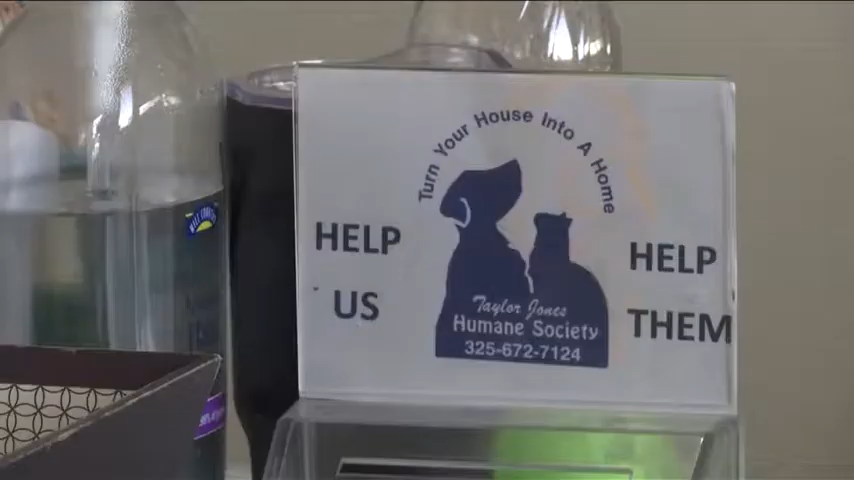 Turn Your House Into A Home
HELP
US
HELP
THEM
Taylor Jones
Humane Society
325-672-7124